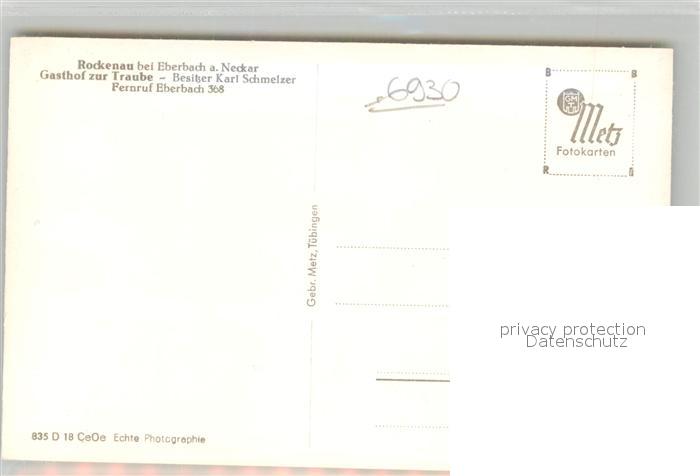 Rockenau bei Eberbach a. Neckar
Gasthof zur Traube – Besitzer Karl Schmelzer
Fernruf Eberbach 368
6930
B B
GM
Metz
Fotokarten
R
Gebr. Metz, Tübingen
privacy protection
Datenschutz
835 D 18 CeOe Echte Photographie